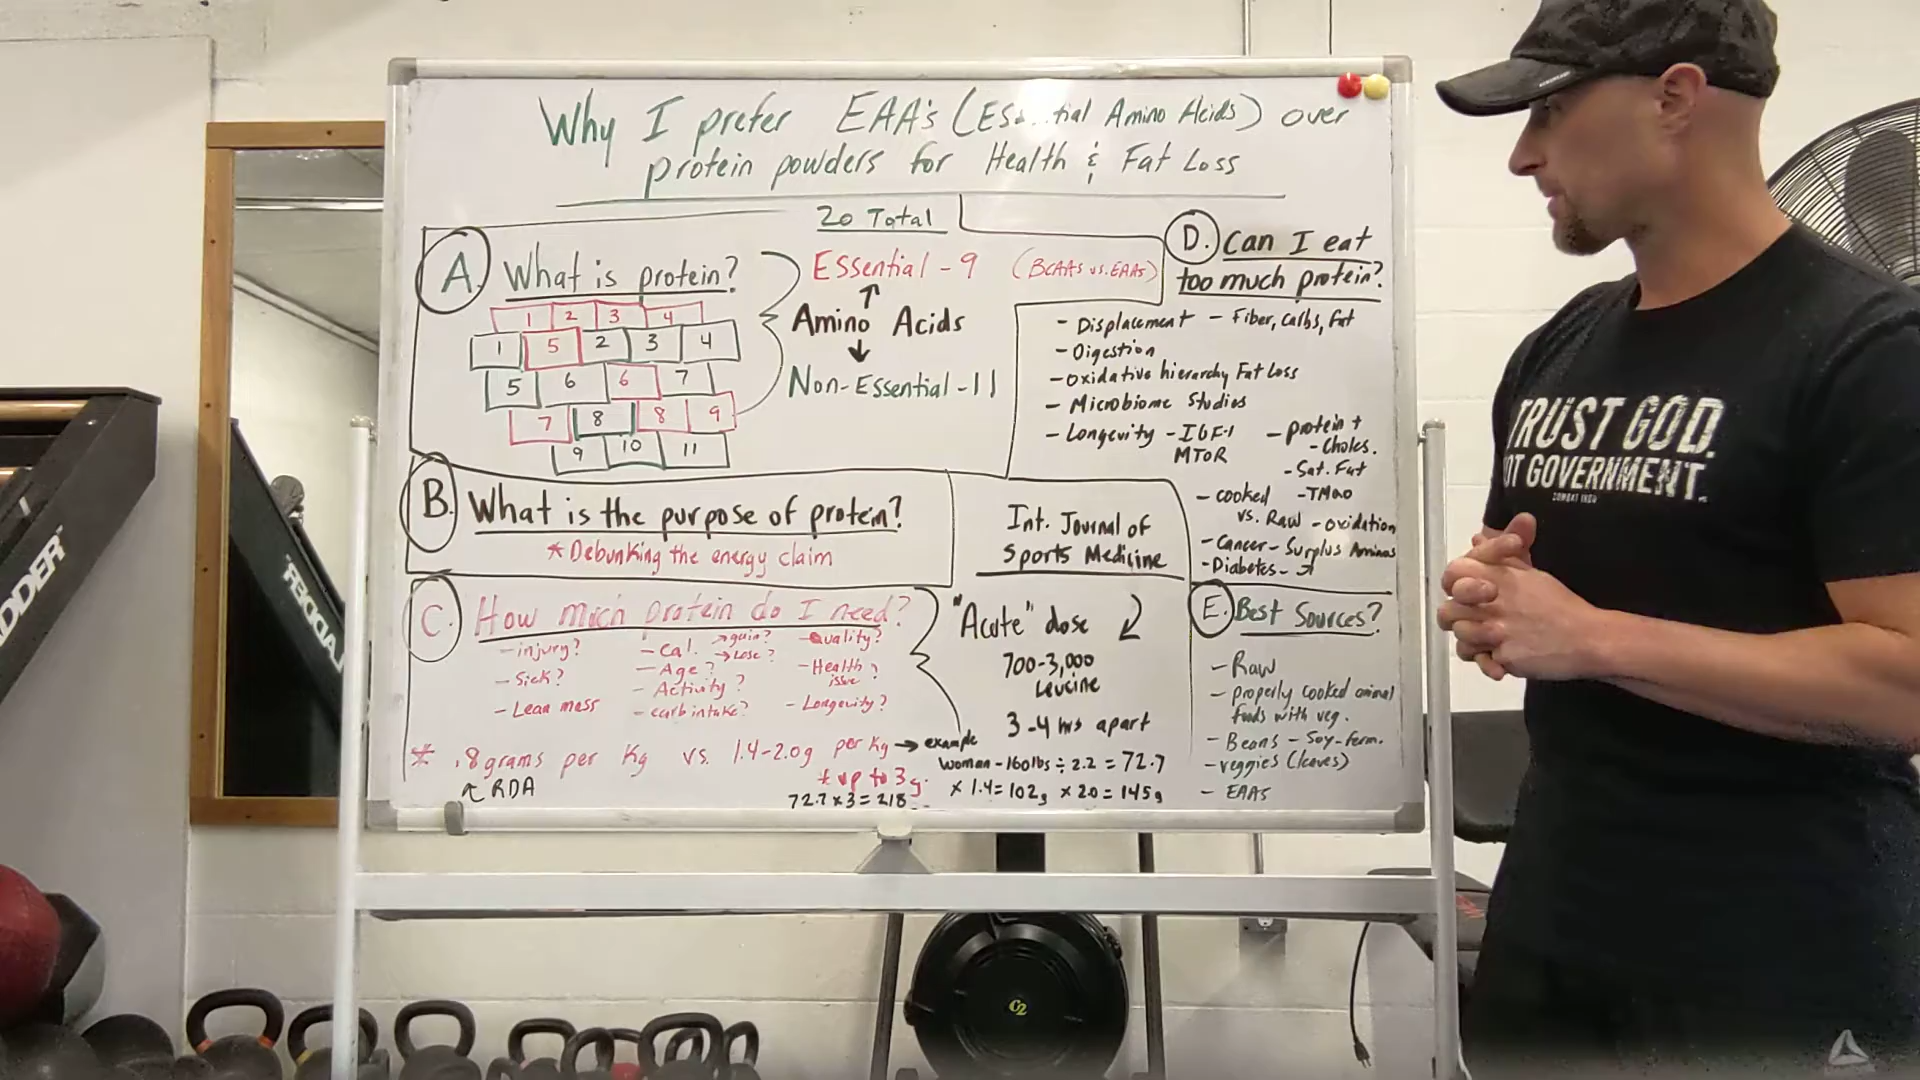 Why I prefer EAA's (Essential Amino Acids) over
protein powders for Health & Fat Loss
20 Total
A. What is protein?
1 2 3 4
1 5 2 3 4
5 6 6 7
7 8 8 9
9 10 11
Essential - 9 (BCAAs vs. EAAs)
Amino Acids
Non-Essential - 11
B. What is the purpose of protein?
* Debunking the energy claim
C. How much protein do I need?
- injury?
- Sick?
- Lean mass
- Cal. → gain?
→ Lose?
- Age?
- Activity?
- carb intake?
- Quality?
- Health issue?
- Longevity?
* .8 grams per Kg vs. 1.4-2.0g per Kg → example
RDA
* up to 3g.
72.7 x 3 = 218
Int. Journal of
Sports Medicine
"Acute" dose
700-3,000
Leucine
3-4 hrs apart
woman - 160lbs ÷ 2.2 = 72.7
x 1.4 = 102g x 2.0 = 145g
D. Can I eat
too much protein?
- Displacement - Fiber, Carbs, Fat
- Digestion
- Oxidative hierarchy Fat Loss
- Microbiome Studies
- Longevity - IGF-1
MTOR
- protein +
- Choles.
- Sat. Fat
- TMAO
- cooked
vs. Raw - oxidation
- Cancer - Surplus Aminos
- Diabetes - ↗
E. Best Sources?
- Raw
- properly cooked animal
foods with veg.
- Beans - Soy-ferm.
- veggies (leaves)
- EAAS
TRUST GOD.
NOT GOVERNMENT.
ADDER
C2